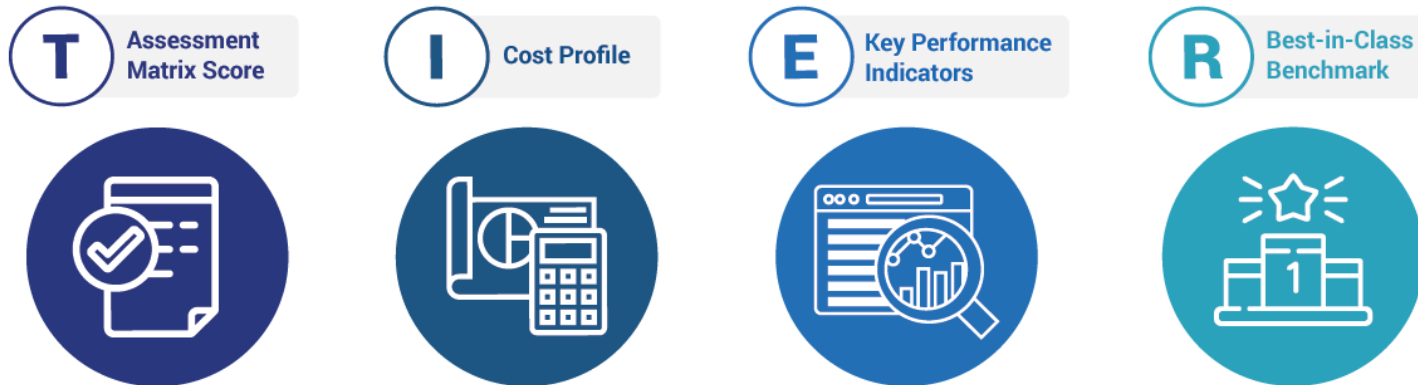 T
Assessment
Matrix Score
I
Cost Profile
E
Key Performance
Indicators
R
Best-in-Class
Benchmark
1